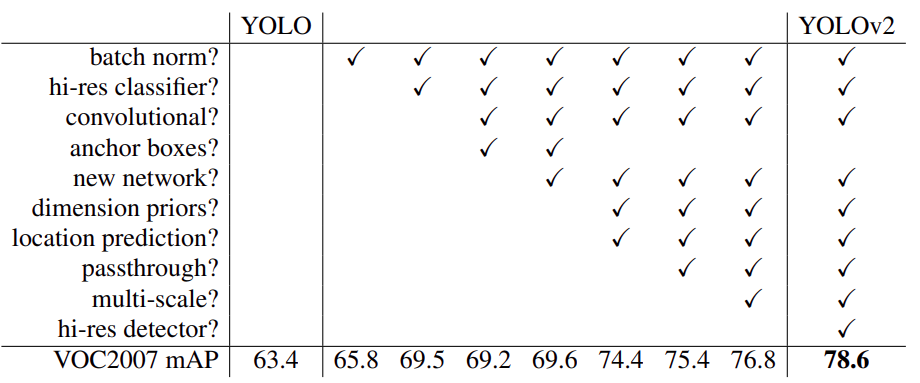 YOLO YOLOv2
batch norm? ✓ ✓ ✓ ✓ ✓ ✓ ✓ ✓
hi-res classifier? ✓ ✓ ✓ ✓ ✓ ✓ ✓
convolutional? ✓ ✓ ✓ ✓ ✓ ✓
anchor boxes? ✓ ✓
new network? ✓ ✓ ✓ ✓ ✓
dimension priors? ✓ ✓ ✓ ✓
location prediction? ✓ ✓ ✓ ✓
passthrough? ✓ ✓ ✓
multi-scale? ✓ ✓
hi-res detector? ✓
VOC2007 mAP 63.4 65.8 69.5 69.2 69.6 74.4 75.4 76.8 78.6